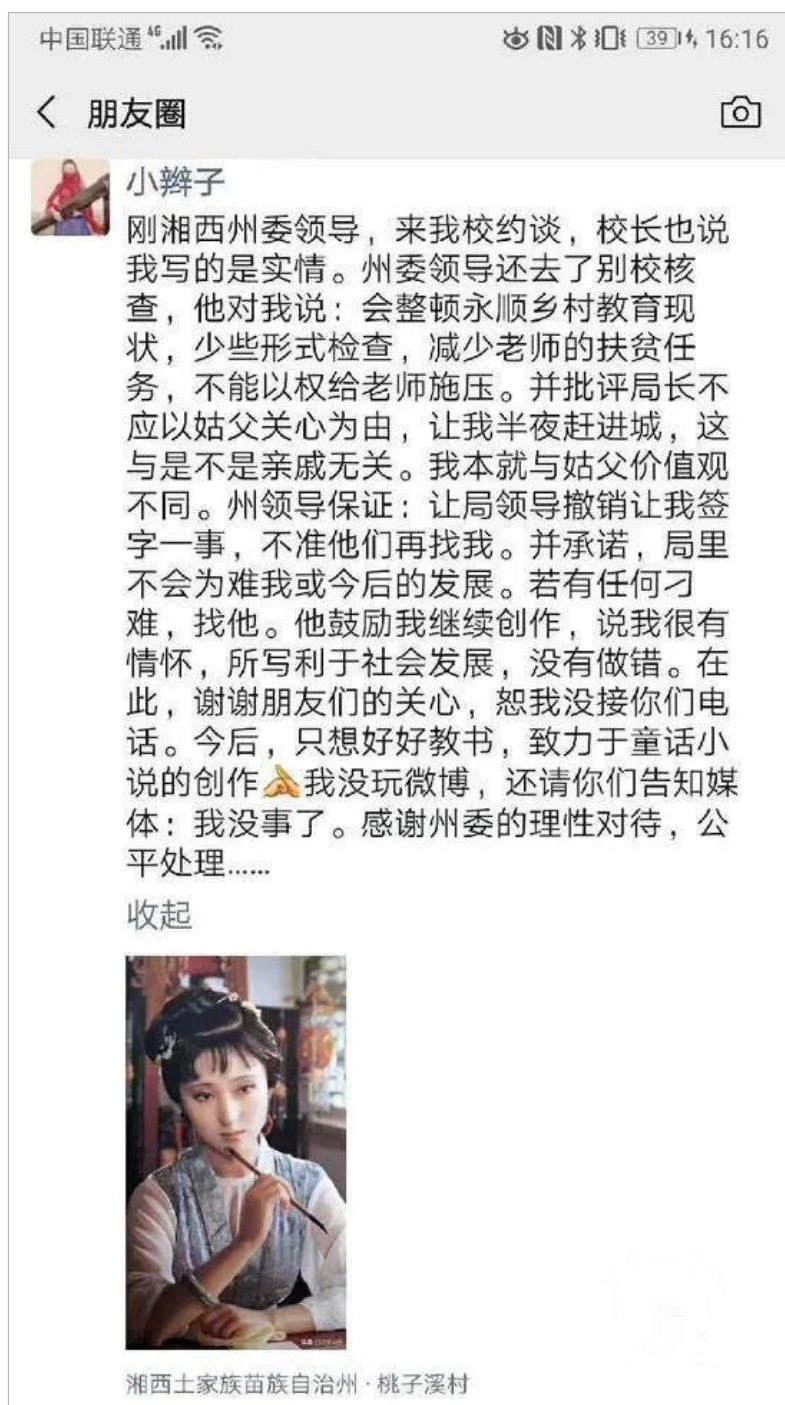 中国联通 4G 39 16:16
朋友圈
小辫子
刚湘西州委领导，来我校约谈，校长也说
我写的是实情。州委领导还去了别校核
查，他对我说：会整顿永顺乡村教育现
状，少些形式检查，减少老师的扶贫任
务，不能以权给老师施压。并批评局长不
应以姑父关心为由，让我半夜赶进城，这
与是不是亲戚无关。我本就与姑父价值观
不同。州领导保证：让局领导撤销让我签
字一事，不准他们再找我。并承诺，局里
不会为难我或今后的发展。若有任何刁
难，找他。他鼓励我继续创作，说我很有
情怀，所写利于社会发展，没有做错。在
此，谢谢朋友们的关心，恕我没接你们电
话。今后，只想好好教书，致力于童话小
说的创作🙏我没玩微博，还请你们告知媒
体：我没事了。感谢州委的理性对待，公
平处理......
收起
湘西土家族苗族自治州·桃子溪村